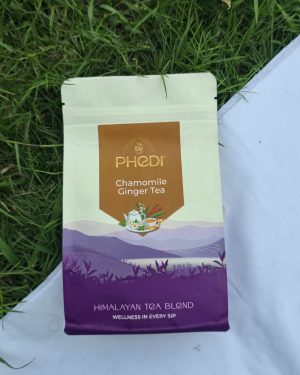 PHEDI
Chamomile
Ginger Tea
HIMALAYAN TEA BLEND
WELLNESS IN EVERY SIP